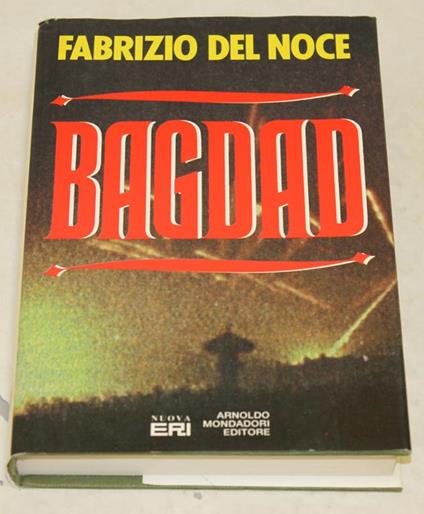 FABRIZIO DEL NOCE
BAGDAD
NUOVA
ERI
ARNOLDO
MONDADORI
EDITORE